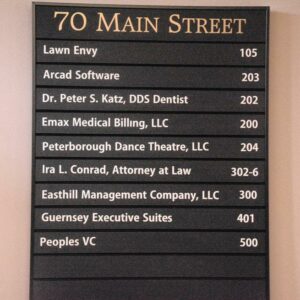 70 MAIN STREET
Lawn Envy 105
Arcad Software 203
Dr. Peter S. Katz, DDS Dentist 202
Emax Medical Billing, LLC 200
Peterborough Dance Theatre, LLC 204
Ira L. Conrad, Attorney at Law 302-6
Easthill Management Company, LLC 300
Guernsey Executive Suites 401
Peoples VC 500